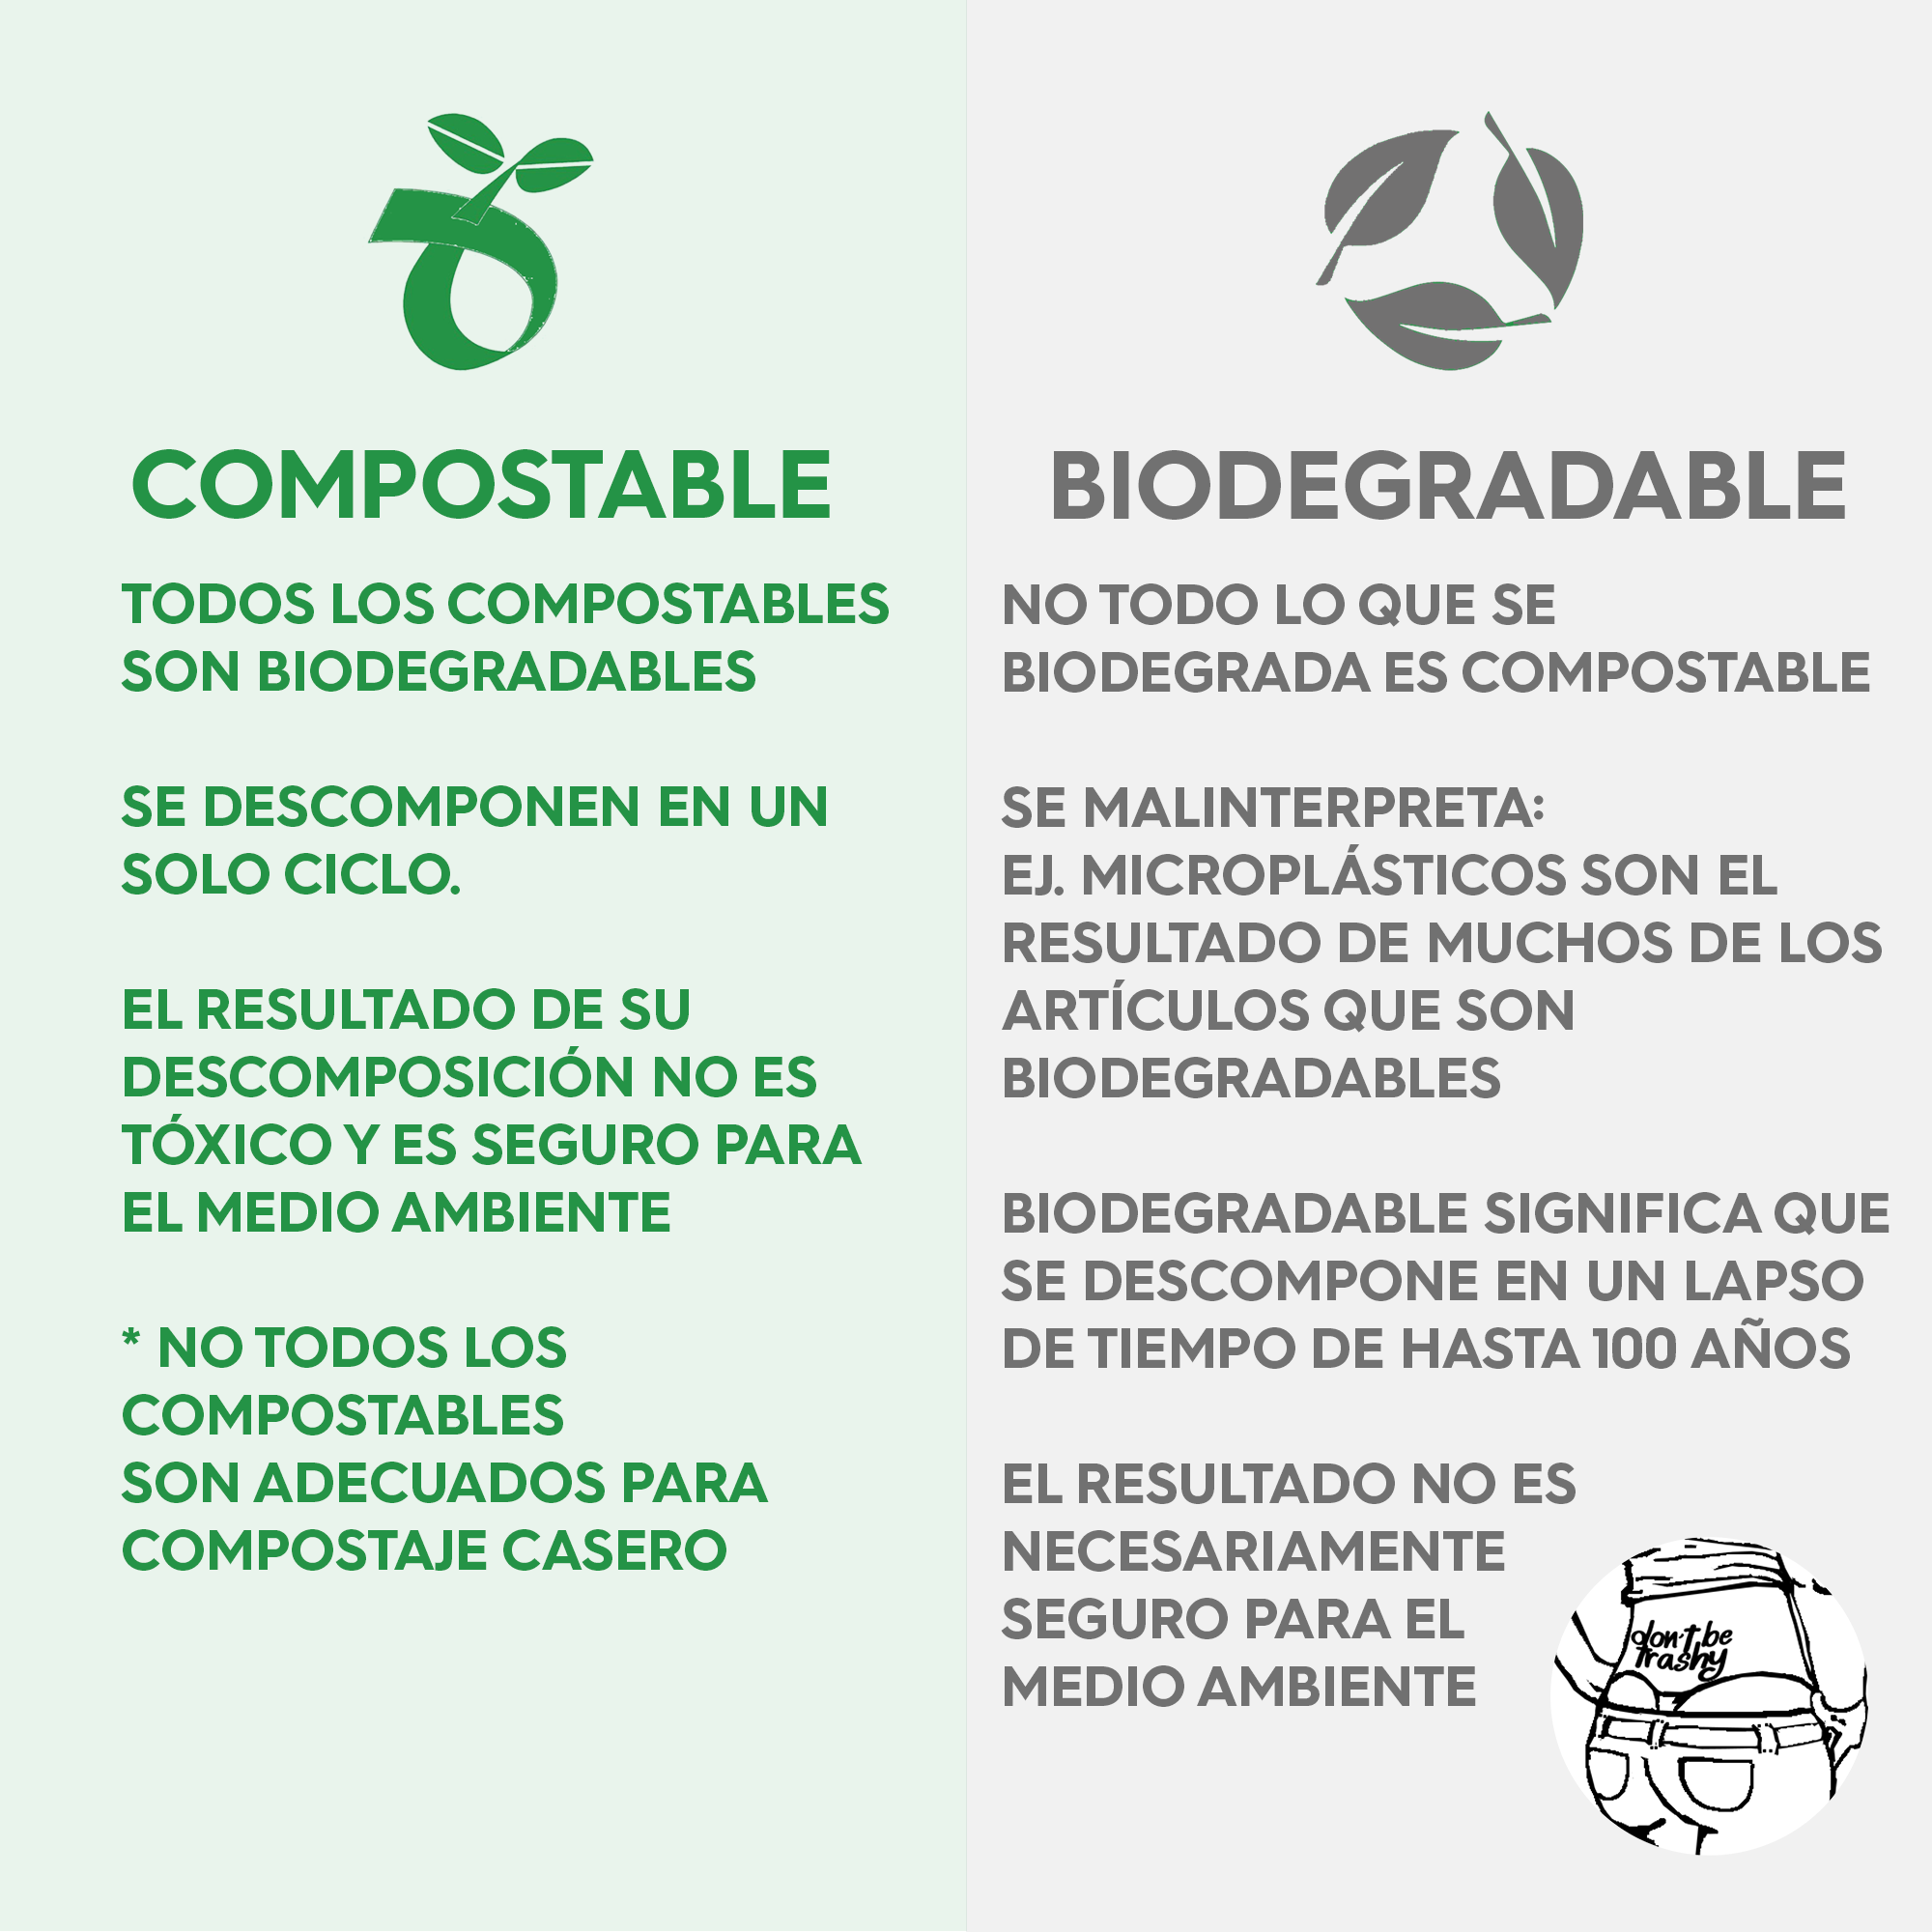 COMPOSTABLE
TODOS LOS COMPOSTABLES
SON BIODEGRADABLES
SE DESCOMPONEN EN UN
SOLO CICLO.
EL RESULTADO DE SU
DESCOMPOSICIÓN NO ES
TÓXICO Y ES SEGURO PARA
EL MEDIO AMBIENTE
* NO TODOS LOS
COMPOSTABLES
SON ADECUADOS PARA
COMPOSTAJE CASERO
BIODEGRADABLE
NO TODO LO QUE SE
BIODEGRADA ES COMPOSTABLE
SE MALINTERPRETA:
EJ. MICROPLÁSTICOS SON EL
RESULTADO DE MUCHOS DE LOS
ARTÍCULOS QUE SON
BIODEGRADABLES
BIODEGRADABLE SIGNIFICA QUE
SE DESCOMPONE EN UN LAPSO
DE TIEMPO DE HASTA 100 AÑOS
EL RESULTADO NO ES
NECESARIAMENTE
SEGURO PARA EL
MEDIO AMBIENTE
don't be
trashy